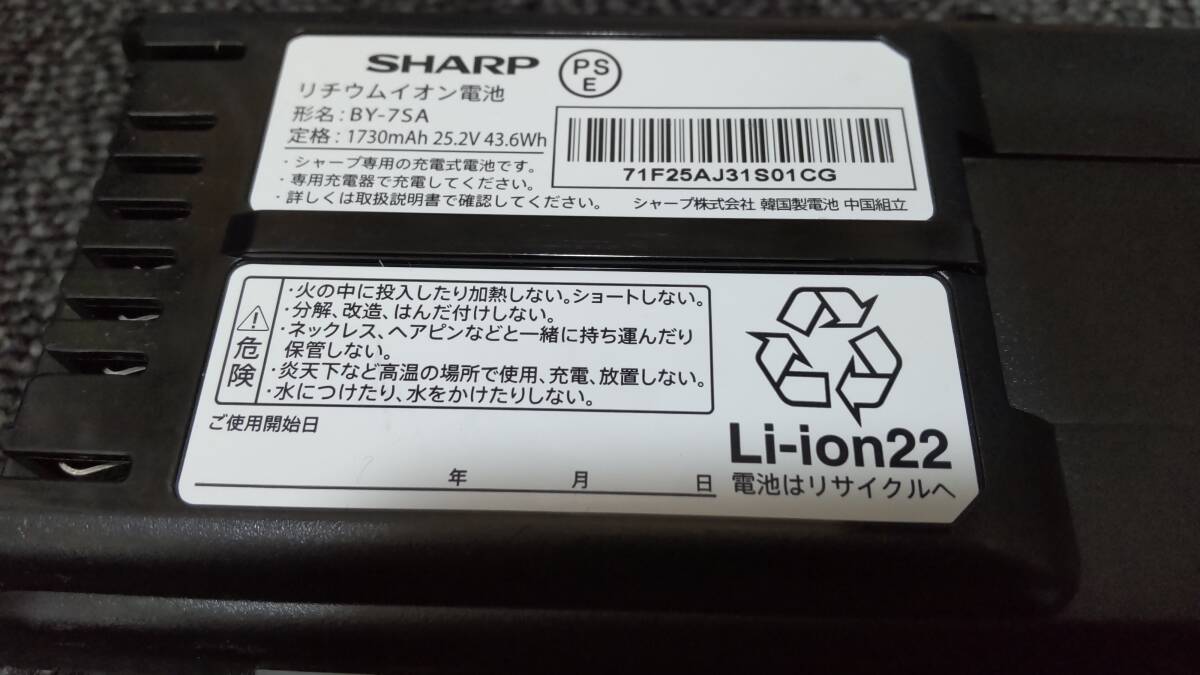 SHARP
PS
E
リチウムイオン電池
形名:BY-7SA
定格:1730mAh 25.2V 43.6Wh
・シャープ専用の充電式電池です。
・専用充電器で充電してください。
・詳しくは取扱説明書で確認してください。
71F25AJ31S01CG
シャープ株式会社 韓国製電池 中国組立
危険
・火の中に投入したり加熱しない。ショートしない。
・分解、改造、はんだ付けしない。
・ネックレス、ヘアピンなどと一緒に持ち運んだり
保管しない。
・炎天下など高温の場所で使用、充電、放置しない。
・水につけたり、水をかけたりしない。
ご使用開始日
年 月 日
Li-ion22
電池はリサイクルへ